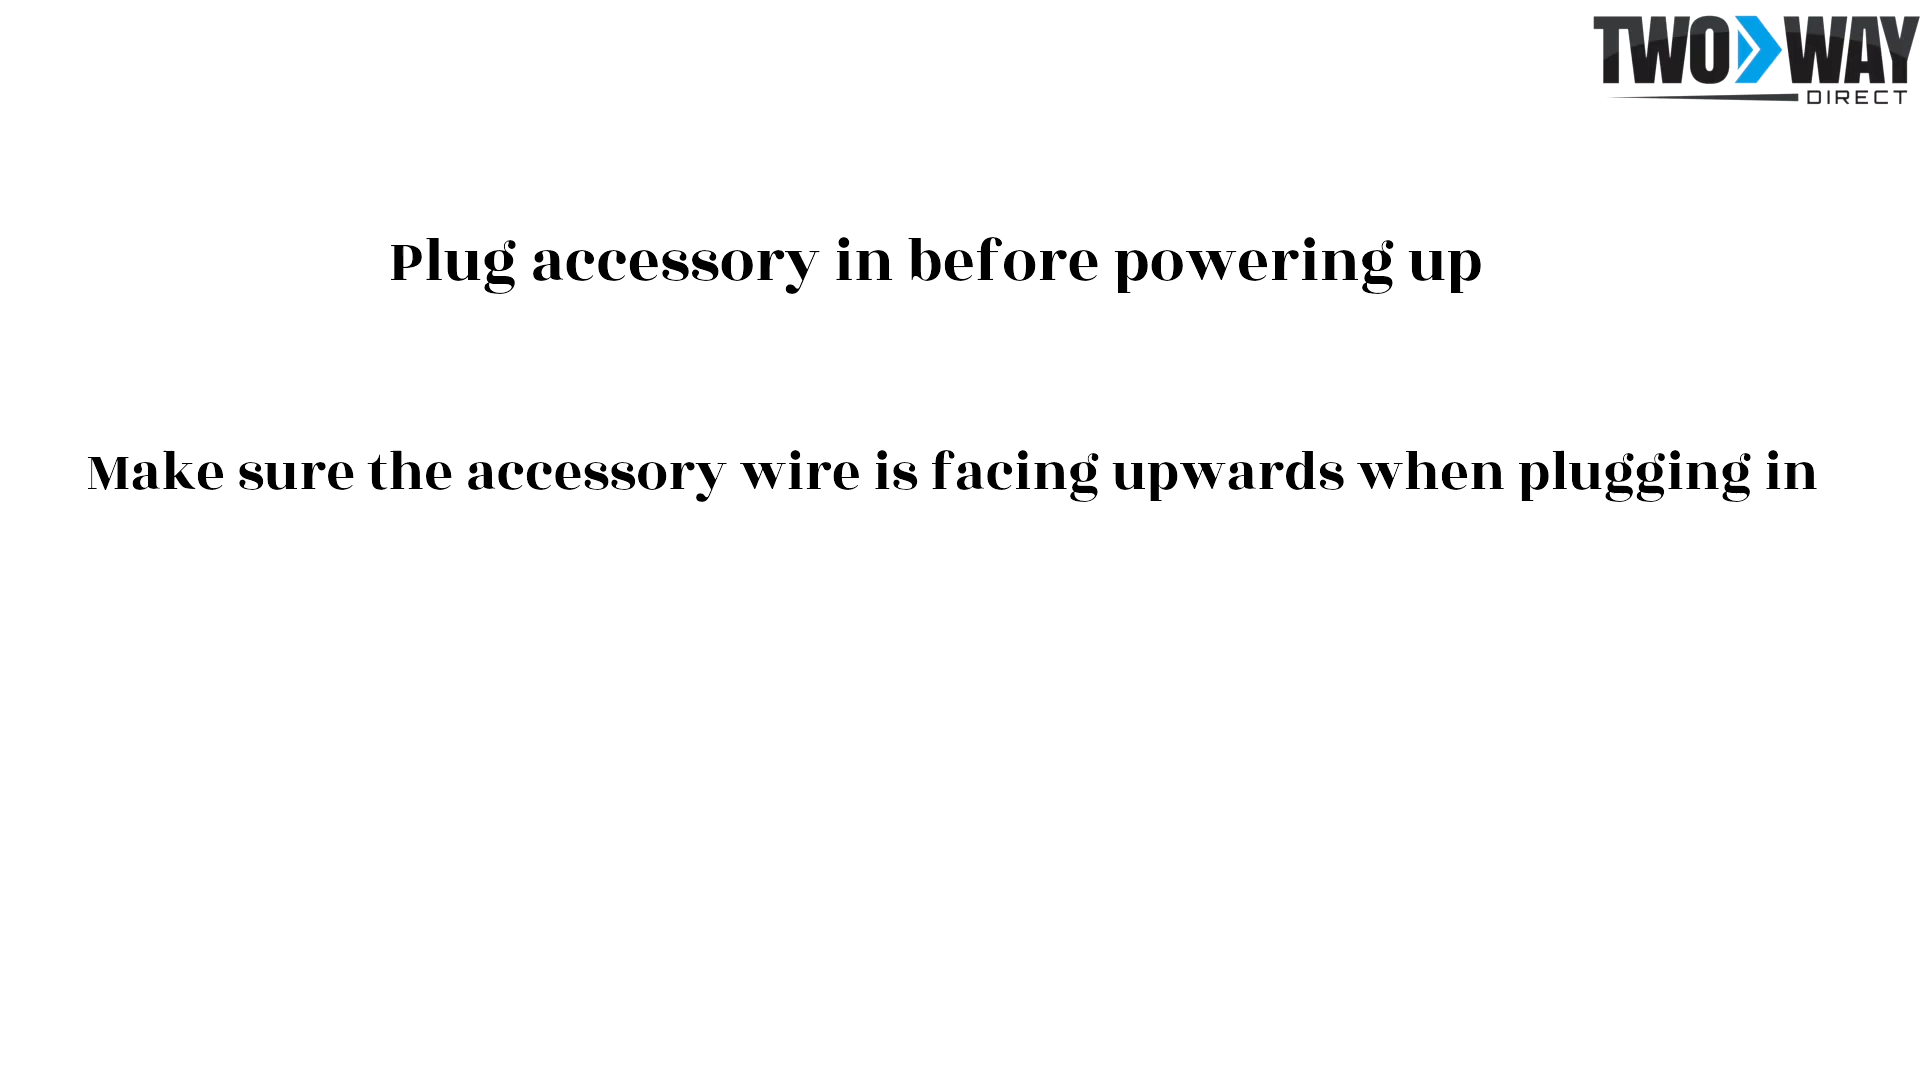 TWO WAY
DIRECT
Plug accessory in before powering up
Make sure the accessory wire is facing upwards when plugging in